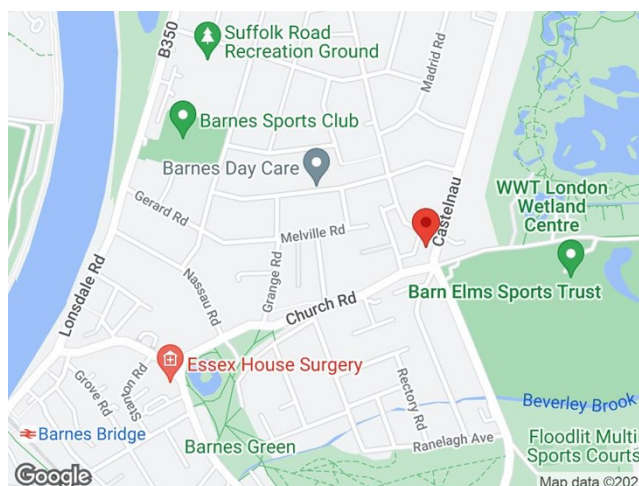 B350
Suffolk Road
Recreation Ground
Madrid Rd
Barnes Sports Club
Barnes Day Care
WWT London
Wetland
Centre
Gerard Rd
Melville Rd
Castelnau
Lonsdale Rd
Nassau Rd
Grange Rd
Church Rd
Barn Elms Sports Trust
Essex House Surgery
Grove Rd
Rectory Rd
Beverley Brook
Barnes Bridge
Barnes Green
Ranelagh Ave
Floodlit Multi
Sports Courts
Google
Map data ©202